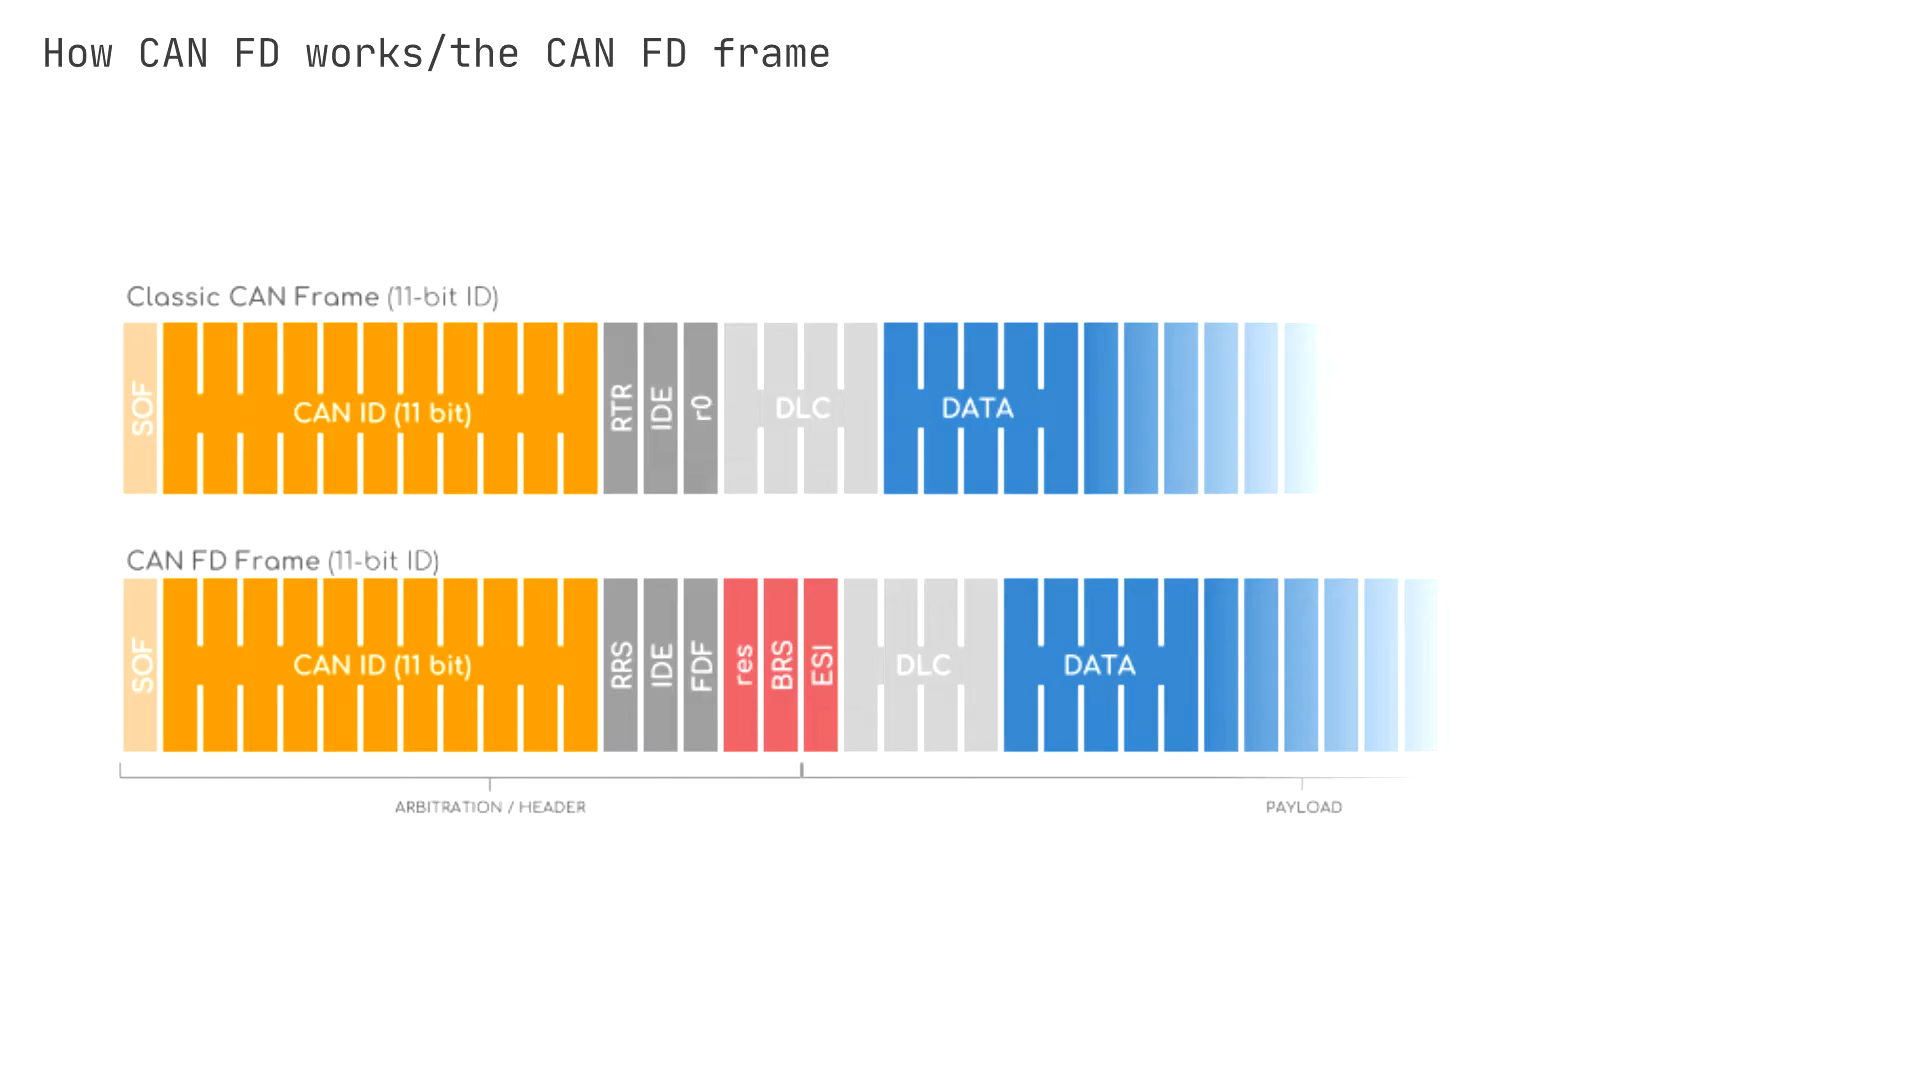 How CAN FD works/the CAN FD frame
Classic CAN Frame (11-bit ID)
SOF CAN ID (11 bit) RTR IDE r0 DLC DATA
CAN FD Frame (11-bit ID)
SOF CAN ID (11 bit) RRS IDE FDF res BRS ESI DLC DATA
ARBITRATION / HEADER PAYLOAD